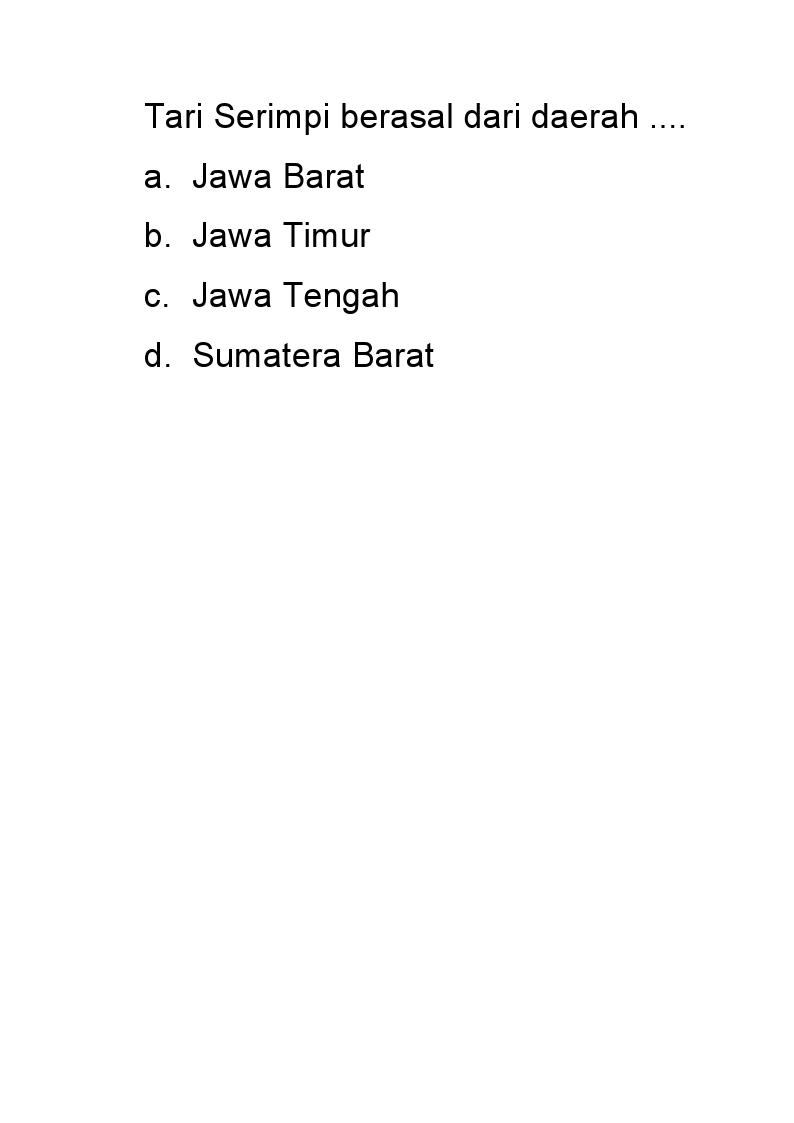 Tari Serimpi berasal dari daerah ....
a. Jawa Barat
b. Jawa Timur
c. Jawa Tengah
d. Sumatera Barat